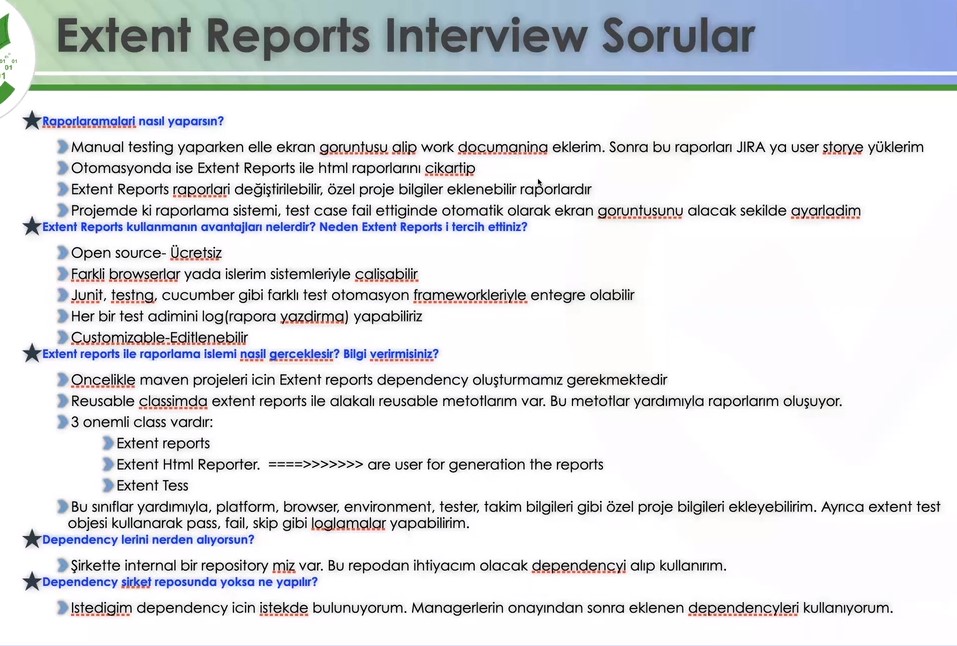 Extent Reports Interview Sorular
01 01
01
01
Raporlaramalari nasıl yaparsın?
Manual testing yaparken elle ekran goruntusu alip work documanina eklerim. Sonra bu raporları JIRA ya user storye yüklerim
Otomasyonda ise Extent Reports ile html raporlarını cikartip
Extent Reports raporlari değiştirilebilir, özel proje bilgiler eklenebilir raporlardır
Projemde ki raporlama sistemi, test case fail ettiginde otomatik olarak ekran goruntusunu alacak sekilde ayarladim
Extent Reports kullanmanın avantajları nelerdir? Neden Extent Reports i tercih ettiniz?
Open source- Ücretsiz
Farkli browserlar yada islerim sistemleriyle calisabilir
Junit, testng, cucumber gibi farklı test otomasyon frameworkleriyle entegre olabilir
Her bir test adimini log(rapora yazdirma) yapabiliriz
Customizable-Editlenebilir
Extent reports ile raporlama islemi nasil gerceklesir? Bilgi verirmisiniz?
Oncelikle maven projeleri icin Extent reports dependency oluşturmamız gerekmektedir
Reusable classimda extent reports ile alakalı reusable metotlarım var. Bu metotlar yardımıyla raporlarım oluşuyor.
3 onemli class vardır:
Extent reports
Extent Html Reporter. ====>>>>>>> are user for generation the reports
Extent Tess
Bu sınıflar yardımıyla, platform, browser, environment, tester, takim bilgileri gibi özel proje bilgileri ekleyebilirim. Ayrıca extent test
objesi kullanarak pass, fail, skip gibi loglamalar yapabilirim.
Dependency lerini nerden alıyorsun?
Şirkette internal bir repository miz var. Bu repodan ihtiyacım olacak dependencyi alıp kullanırım.
Dependency şirket reposunda yoksa ne yapılır?
Istedigim dependency icin istekde bulunuyorum. Managerlerin onayından sonra eklenen dependencyleri kullanıyorum.